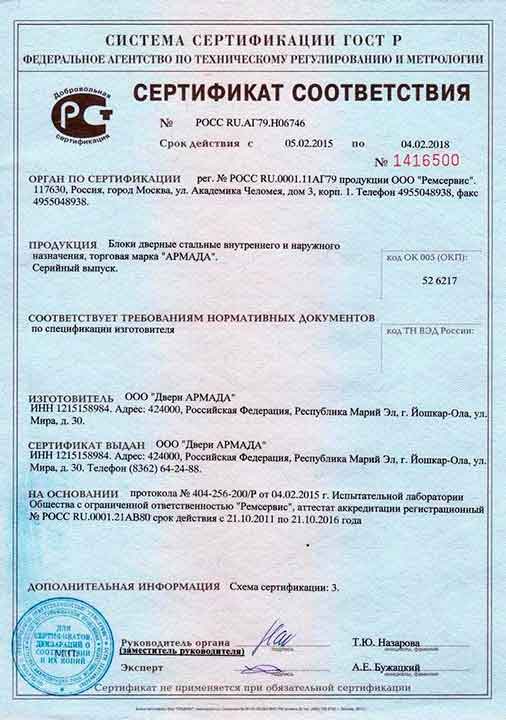 СИСТЕМА СЕРТИФИКАЦИИ ГОСТ Р
ФЕДЕРАЛЬНОЕ АГЕНТСТВО ПО ТЕХНИЧЕСКОМУ РЕГУЛИРОВАНИЮ И МЕТРОЛОГИИ
Добровольная
РСТ
сертификация
СЕРТИФИКАТ СООТВЕТСТВИЯ
№ РОСС RU.АГ79.Н06746
Срок действия с 05.02.2015 по 04.02.2018
№ 1416500
ОРГАН ПО СЕРТИФИКАЦИИ рег. № РОСС RU.0001.11АГ79 продукции ООО "Ремсервис".
117630, Россия, город Москва, ул. Академика Челомея, дом 3, корп. 1. Телефон 4955048938, факс
4955048938.
ПРОДУКЦИЯ Блоки дверные стальные внутреннего и наружного
назначения, торговая марка "АРМАДА".
Серийный выпуск.
код ОК 005 (ОКП):
52 6217
СООТВЕТСТВУЕТ ТРЕБОВАНИЯМ НОРМАТИВНЫХ ДОКУМЕНТОВ
по спецификации изготовителя
код ТН ВЭД России:
ИЗГОТОВИТЕЛЬ ООО "Двери АРМАДА"
ИНН 1215158984. Адрес: 424000, Российская Федерация, Республика Марий Эл, г. Йошкар-Ола, ул.
Мира, д. 30.
СЕРТИФИКАТ ВЫДАН ООО "Двери АРМАДА"
ИНН 1215158984. Адрес: 424000, Российская Федерация, Республика Марий Эл, г. Йошкар-Ола, ул.
Мира, д. 30. Телефон (8362) 64-24-88.
НА ОСНОВАНИИ протокола № 404-256-200/Р от 04.02.2015 г. Испытательной лаборатории
Общества с ограниченной ответственностью "Ремсервис", аттестат аккредитации регистрационный
№ РОСС RU.0001.21АВ80 срок действия с 21.10.2011 по 21.10.2016 года
ДОПОЛНИТЕЛЬНАЯ ИНФОРМАЦИЯ Схема сертификации: 3.
ДЛЯ
СЕРТИФИКАТОВ
ДЕКЛАРАЦИЙ О
СООТВЕТСТВИИ
И ИХ КОПИЙ
Руководитель органа
(заместитель руководителя)
подпись
Т.Ю. Назарова
инициалы, фамилия
Эксперт
подпись
А.Е. Бужацкий
инициалы, фамилия
Сертификат не применяется при обязательной сертификации